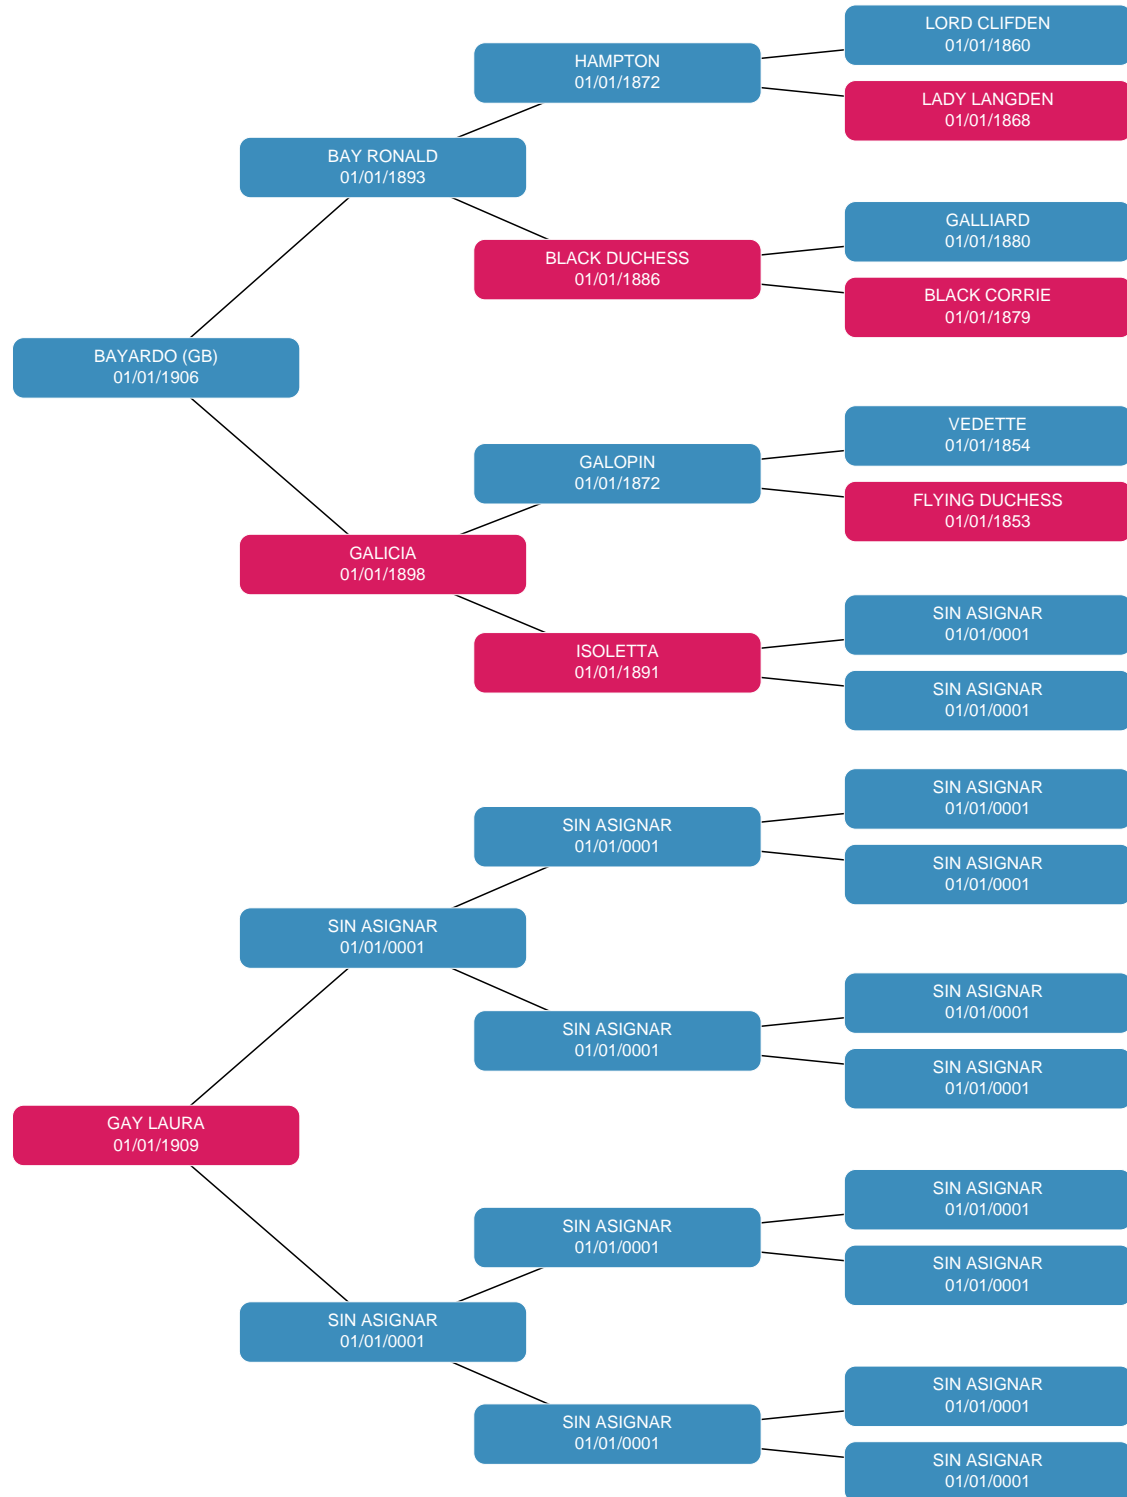 LORD CLIFDEN
01/01/1860
HAMPTON
01/01/1872
LADY LANGDEN
01/01/1868
BAY RONALD
01/01/1893
GALLIARD
01/01/1880
BLACK DUCHESS
01/01/1886
BLACK CORRIE
01/01/1879
BAYARDO (GB)
01/01/1906
VEDETTE
01/01/1854
GALOPIN
01/01/1872
FLYING DUCHESS
01/01/1853
GALICIA
01/01/1898
SIN ASIGNAR
01/01/0001
ISOLETTA
01/01/1891
SIN ASIGNAR
01/01/0001
SIN ASIGNAR
01/01/0001
SIN ASIGNAR
01/01/0001
SIN ASIGNAR
01/01/0001
SIN ASIGNAR
01/01/0001
SIN ASIGNAR
01/01/0001
SIN ASIGNAR
01/01/0001
SIN ASIGNAR
01/01/0001
GAY LAURA
01/01/1909
SIN ASIGNAR
01/01/0001
SIN ASIGNAR
01/01/0001
SIN ASIGNAR
01/01/0001
SIN ASIGNAR
01/01/0001
SIN ASIGNAR
01/01/0001
SIN ASIGNAR
01/01/0001
SIN ASIGNAR
01/01/0001